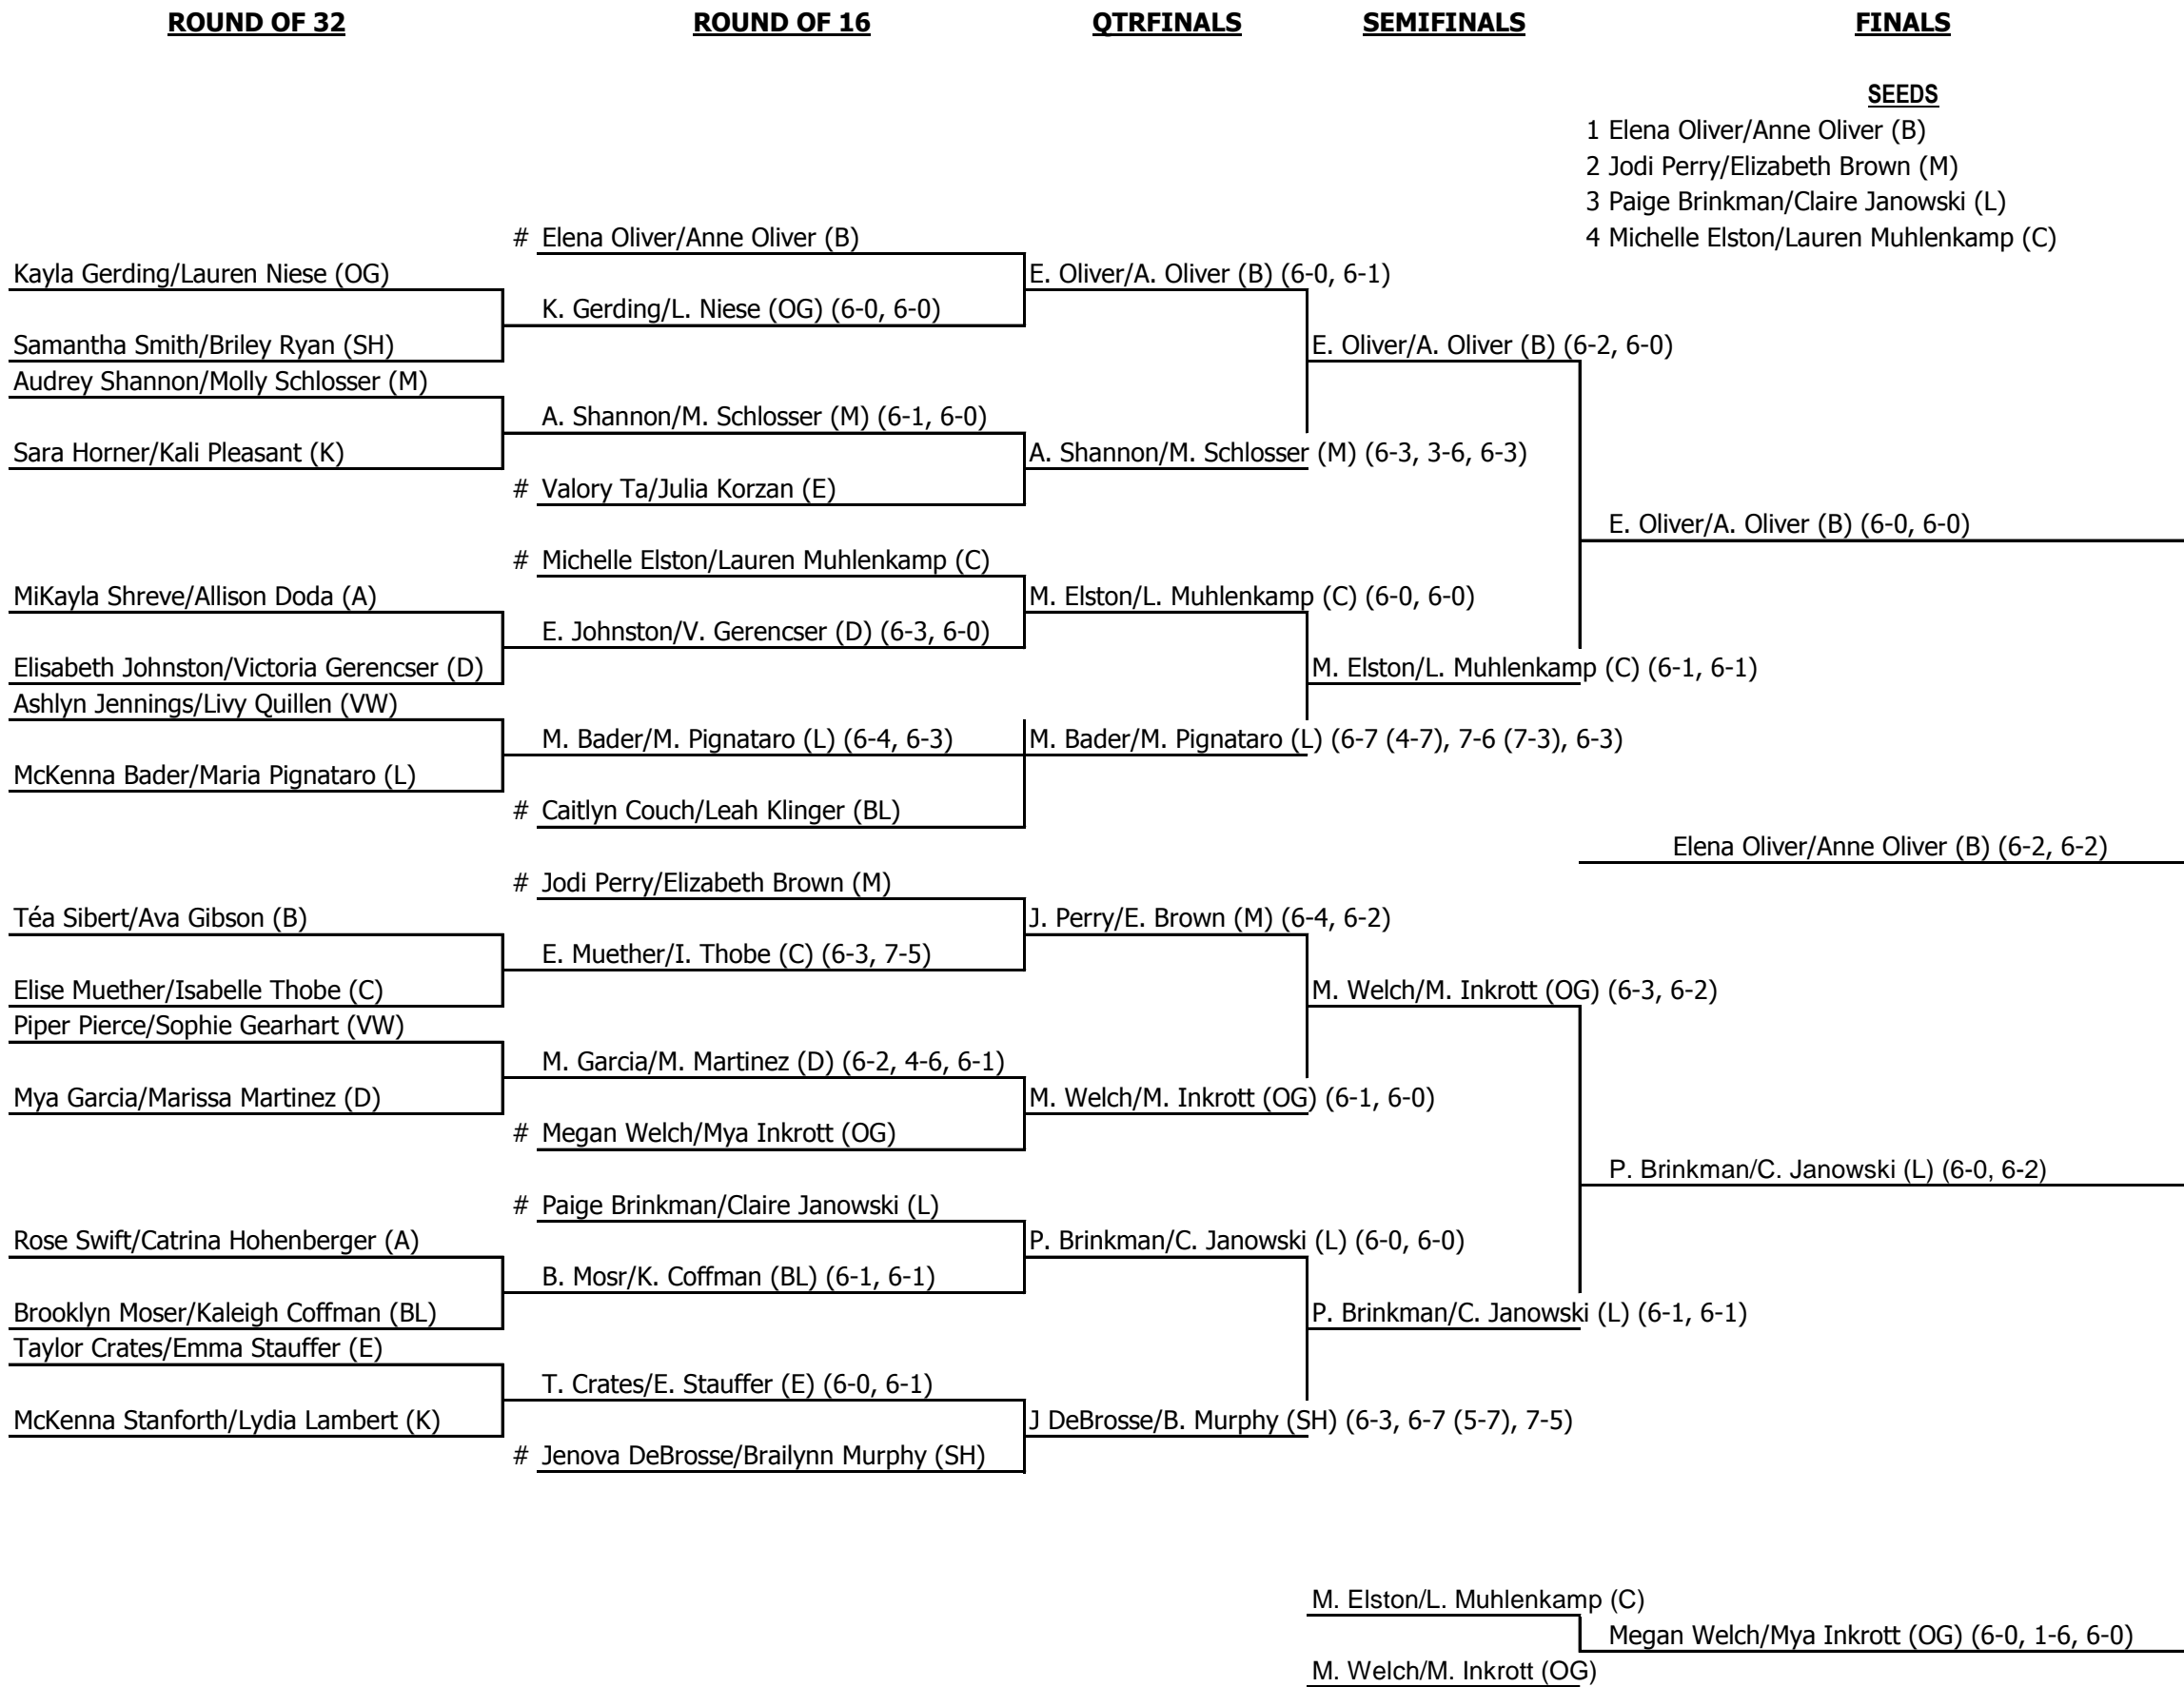 ROUND OF 32 ROUND OF 16 QTRFINALS SEMIFINALS FINALS
SEEDS
1 Elena Oliver/Anne Oliver (B)
2 Jodi Perry/Elizabeth Brown (M)
3 Paige Brinkman/Claire Janowski (L)
# Elena Oliver/Anne Oliver (B) 4 Michelle Elston/Lauren Muhlenkamp (C)
Kayla Gerding/Lauren Niese (OG) E. Oliver/A. Oliver (B) (6-0, 6-1)
K. Gerding/L. Niese (OG) (6-0, 6-0)
Samantha Smith/Briley Ryan (SH) E. Oliver/A. Oliver (B) (6-2, 6-0)
Audrey Shannon/Molly Schlosser (M)
A. Shannon/M. Schlosser (M) (6-1, 6-0)
Sara Horner/Kali Pleasant (K) A. Shannon/M. Schlosser (M) (6-3, 3-6, 6-3)
# Valory Ta/Julia Korzan (E)
E. Oliver/A. Oliver (B) (6-0, 6-0)
# Michelle Elston/Lauren Muhlenkamp (C)
MiKayla Shreve/Allison Doda (A) M. Elston/L. Muhlenkamp (C) (6-0, 6-0)
E. Johnston/V. Gerencser (D) (6-3, 6-0)
Elisabeth Johnston/Victoria Gerencser (D) M. Elston/L. Muhlenkamp (C) (6-1, 6-1)
Ashlyn Jennings/Livy Quillen (VW)
M. Bader/M. Pignataro (L) (6-4, 6-3) M. Bader/M. Pignataro (L) (6-7 (4-7), 7-6 (7-3), 6-3)
McKenna Bader/Maria Pignataro (L)
# Caitlyn Couch/Leah Klinger (BL)
Elena Oliver/Anne Oliver (B) (6-2, 6-2)
# Jodi Perry/Elizabeth Brown (M)
Téa Sibert/Ava Gibson (B) J. Perry/E. Brown (M) (6-4, 6-2)
E. Muether/I. Thobe (C) (6-3, 7-5)
Elise Muether/Isabelle Thobe (C) M. Welch/M. Inkrott (OG) (6-3, 6-2)
Piper Pierce/Sophie Gearhart (VW)
M. Garcia/M. Martinez (D) (6-2, 4-6, 6-1)
Mya Garcia/Marissa Martinez (D) M. Welch/M. Inkrott (OG) (6-1, 6-0)
# Megan Welch/Mya Inkrott (OG)
P. Brinkman/C. Janowski (L) (6-0, 6-2)
# Paige Brinkman/Claire Janowski (L)
Rose Swift/Catrina Hohenberger (A) P. Brinkman/C. Janowski (L) (6-0, 6-0)
B. Mosr/K. Coffman (BL) (6-1, 6-1)
Brooklyn Moser/Kaleigh Coffman (BL) P. Brinkman/C. Janowski (L) (6-1, 6-1)
Taylor Crates/Emma Stauffer (E)
T. Crates/E. Stauffer (E) (6-0, 6-1)
McKenna Stanforth/Lydia Lambert (K) J DeBrosse/B. Murphy (SH) (6-3, 6-7 (5-7), 7-5)
# Jenova DeBrosse/Brailynn Murphy (SH)
M. Elston/L. Muhlenkamp (C)
Megan Welch/Mya Inkrott (OG) (6-0, 1-6, 6-0)
M. Welch/M. Inkrott (OG)